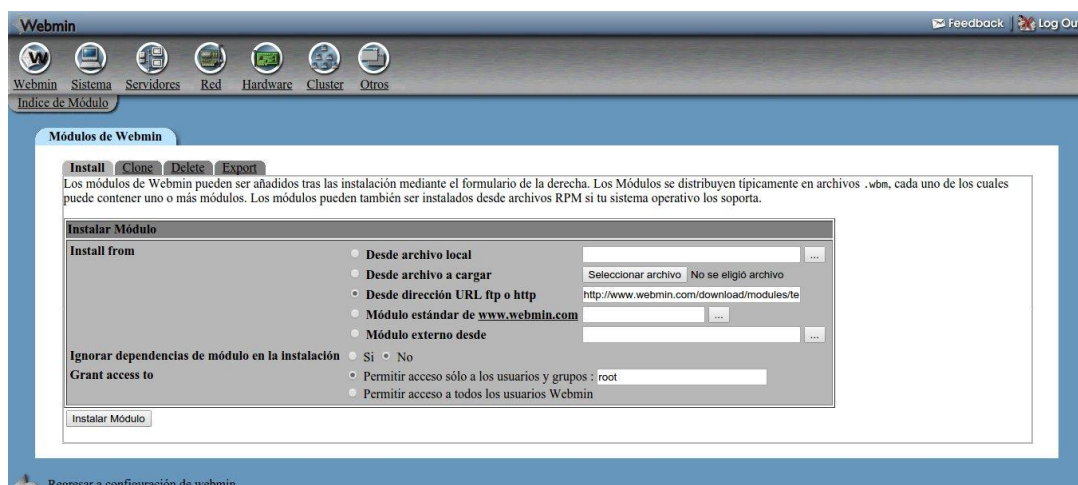 Webmin
Feedback
Log Ou
Webmin Sistema Servidores Red Hardware Cluster Otros
Indice de Módulo
Módulos de Webmin
Install Clone Delete Export
Los módulos de Webmin pueden ser añadidos tras las instalación mediante el formulario de la derecha. Los Módulos se distribuyen típicamente en archivos .wbm, cada uno de los cuales
puede contener uno o más módulos. Los módulos pueden también ser instalados desde archivos RPM si tu sistema operativo los soporta.
Instalar Módulo
Install from
Desde archivo local ...
Desde archivo a cargar Seleccionar archivo No se eligió archivo
Desde dirección URL ftp o http http://www.webmin.com/download/modules/te
Módulo estándar de www.webmin.com ...
Módulo externo desde ...
Ignorar dependencias de módulo en la instalación Si No
Grant access to Permitir acceso sólo a los usuarios y grupos : root
Permitir acceso a todos los usuarios Webmin
Instalar Módulo
Regresar a configuración de webmin